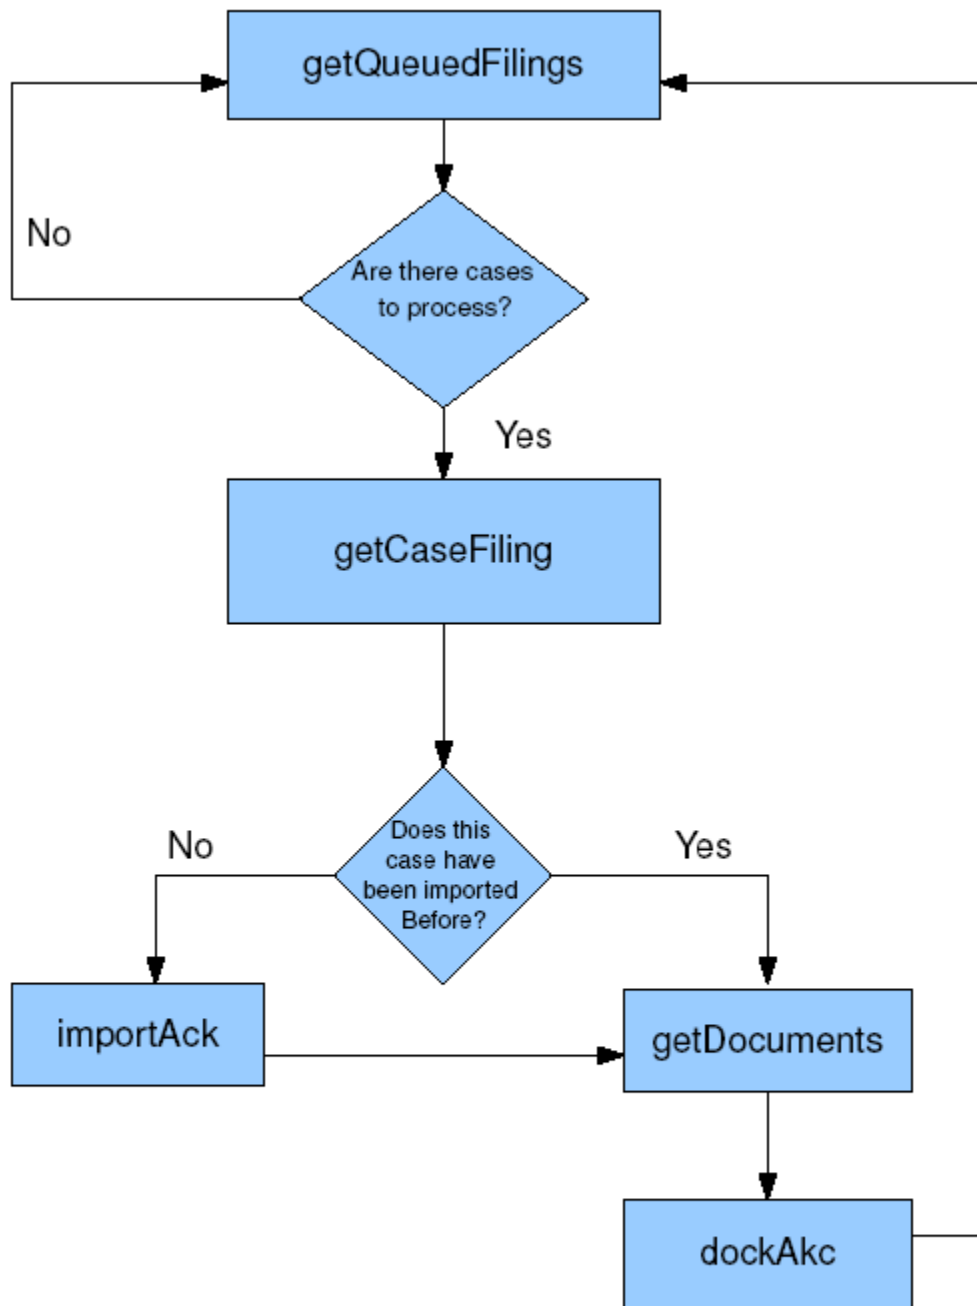 getQueuedFilings
No
Are there cases
to process?
Yes
getCaseFiling
No
Does this
case have
been imported
Before?
Yes
importAck
getDocuments
dockAkc